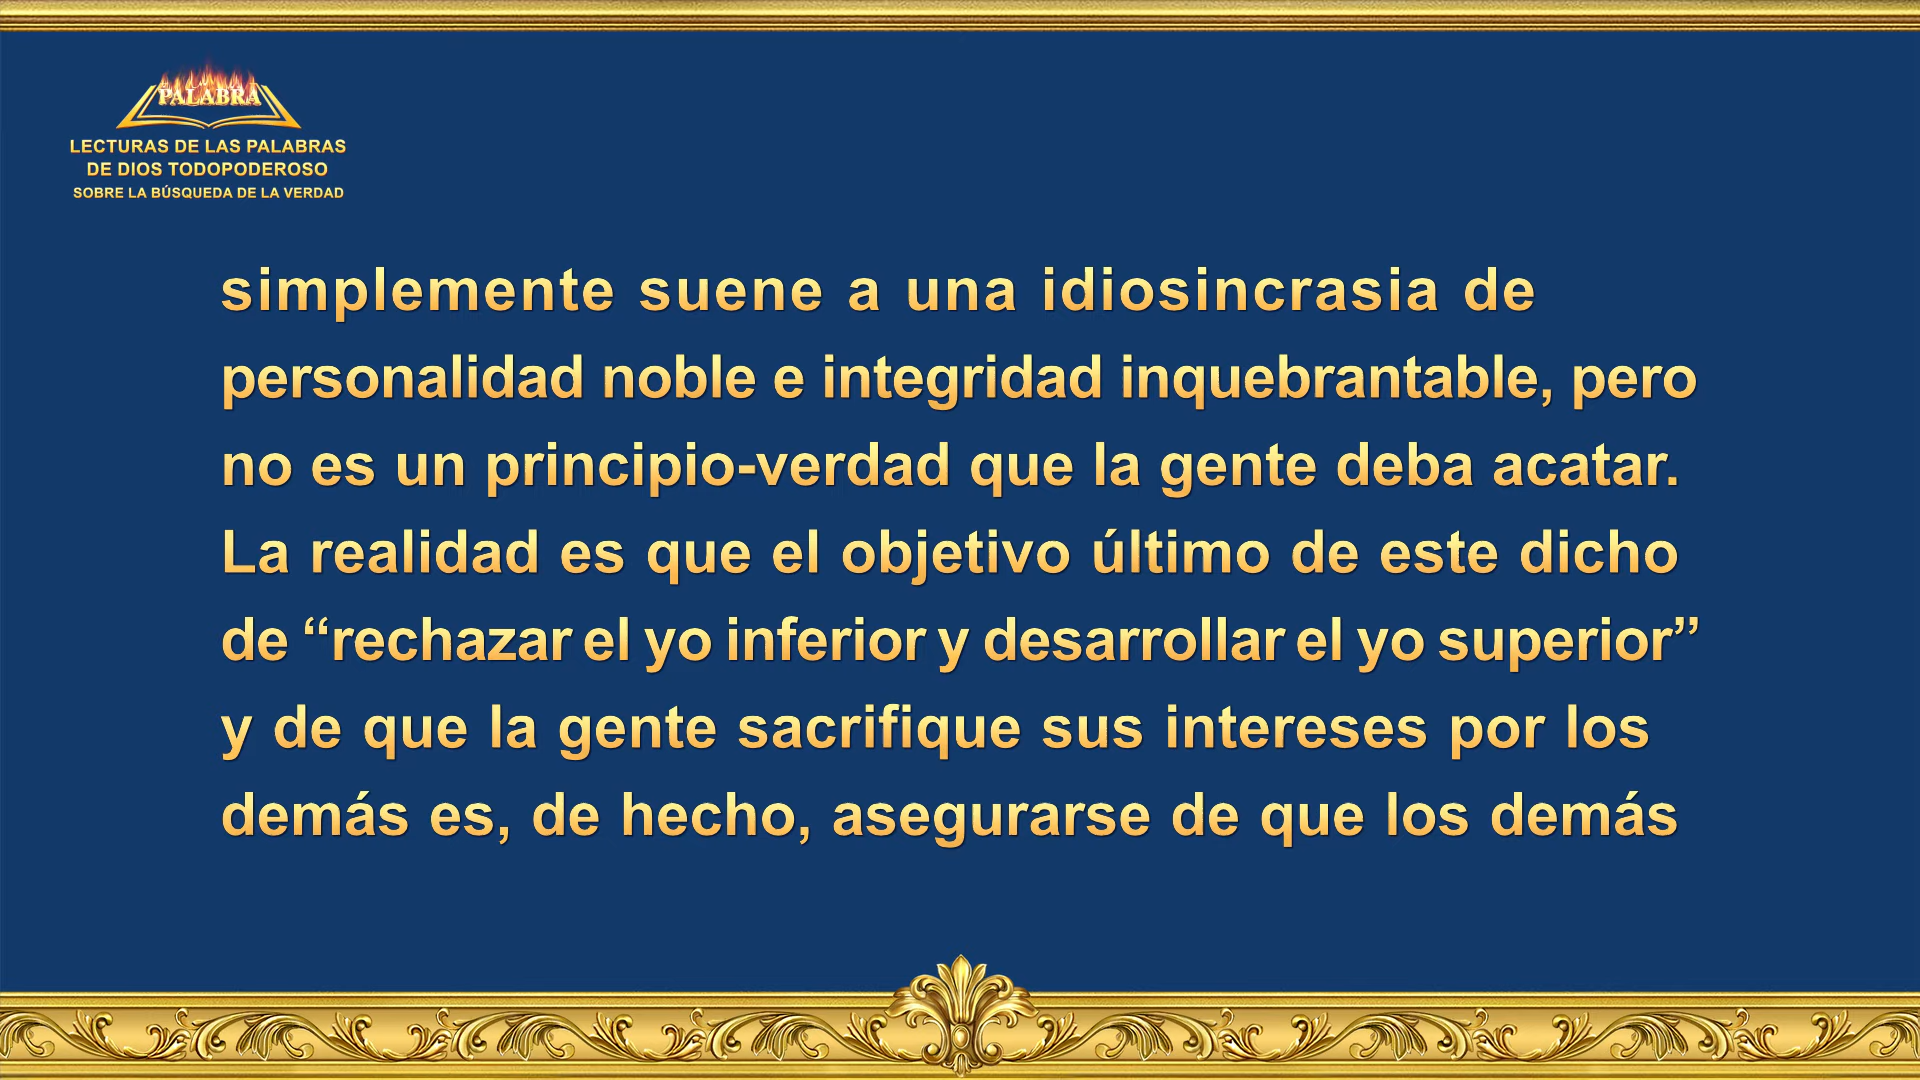 PALABRA
LECTURAS DE LAS PALABRAS
DE DIOS TODOPODEROSO
SOBRE LA BÚSQUEDA DE LA VERDAD
simplemente suene a una idiosincrasia de
personalidad noble e integridad inquebrantable, pero
no es un principio-verdad que la gente deba acatar.
La realidad es que el objetivo último de este dicho
de “rechazar el yo inferior y desarrollar el yo superior”
y de que la gente sacrifique sus intereses por los
demás es, de hecho, asegurarse de que los demás